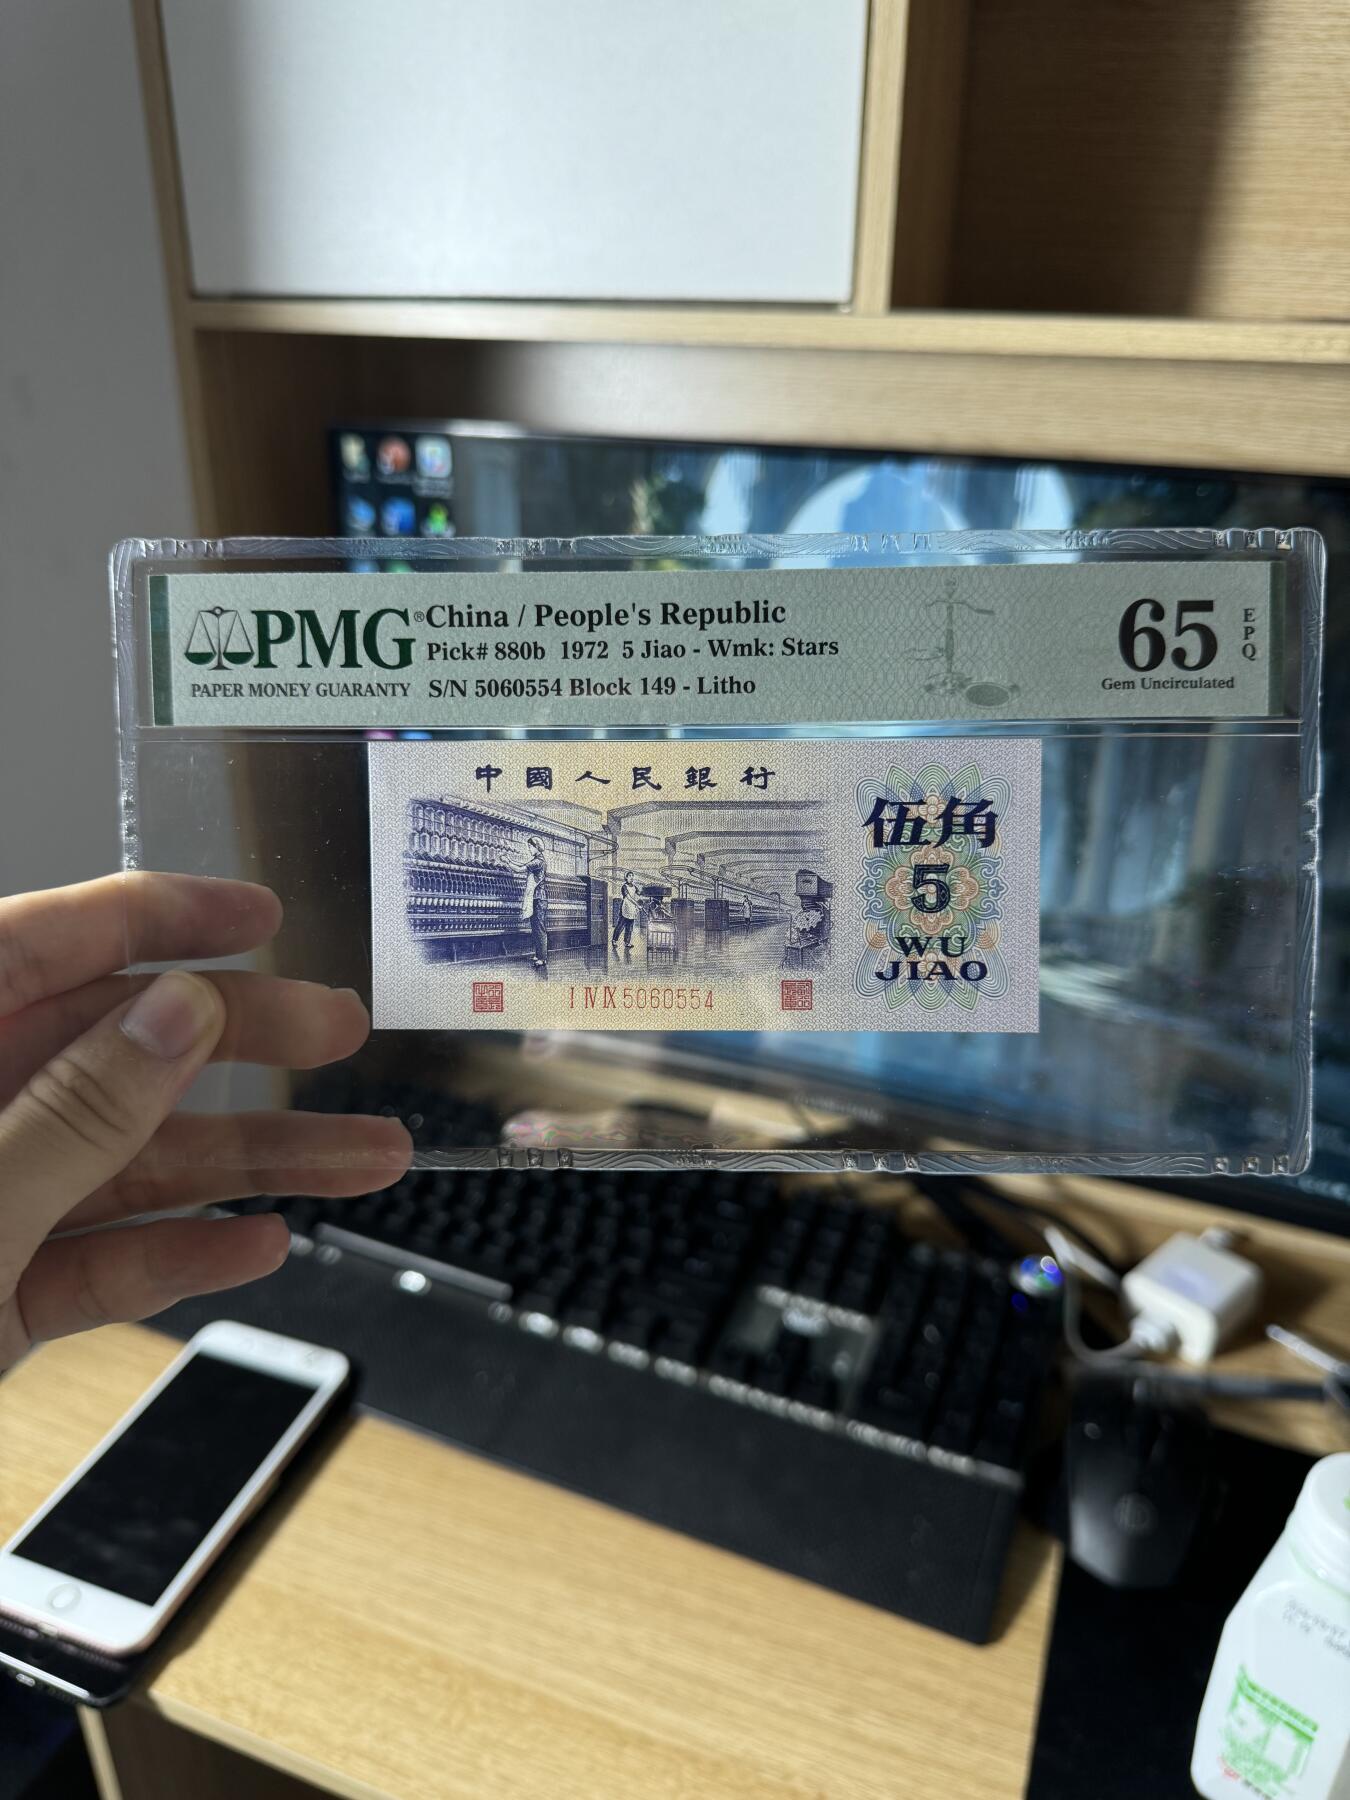 PMG®
PAPER MONEY GUARANTY
China / People's Republic
Pick# 880b 1972 5 Jiao - Wmk: Stars
S/N 5060554 Block 149 - Litho
65
EPQ
Gem Uncirculated
中國人民銀行
伍角
5
WU
JIAO
I IV IX 5060554